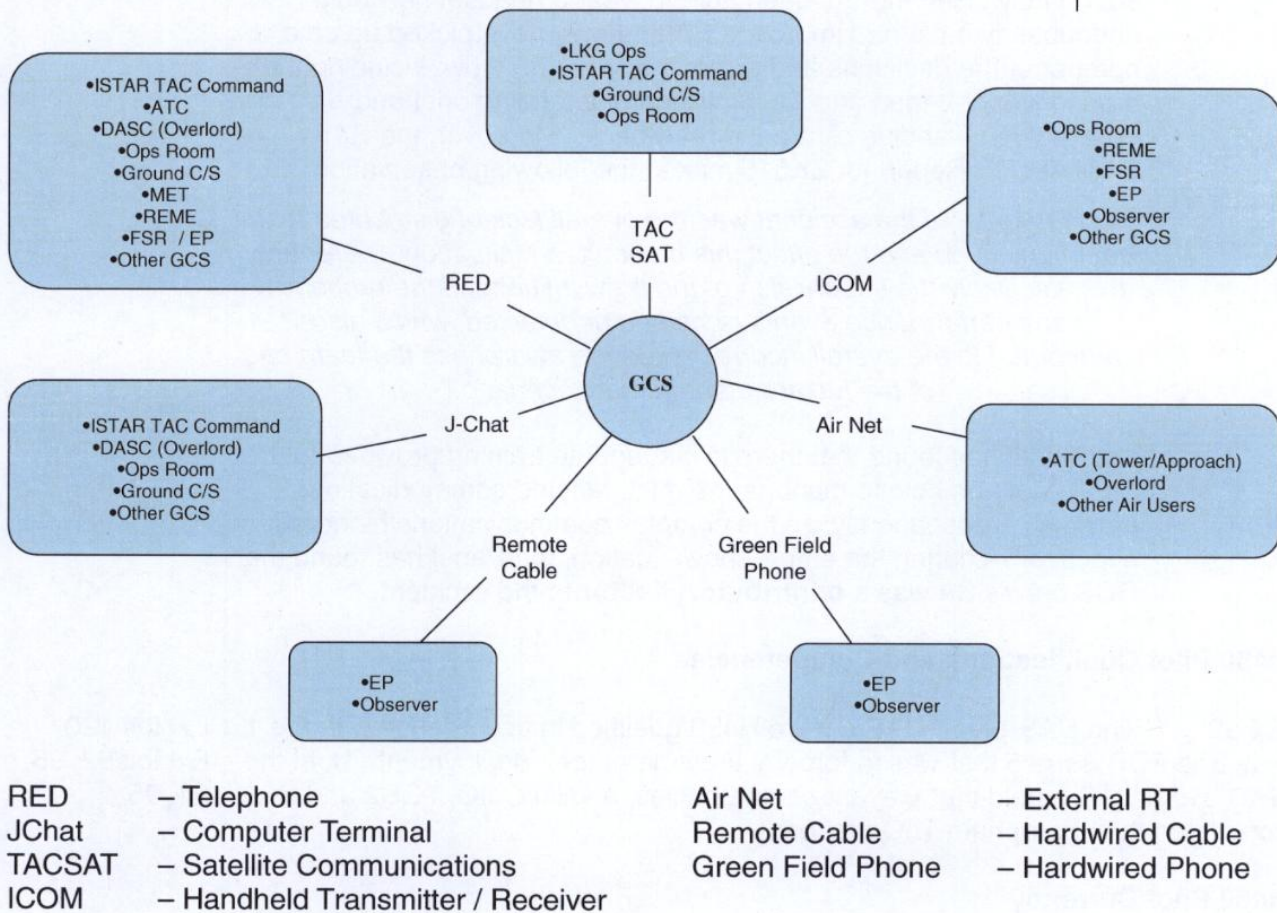 •LKG Ops
•ISTAR TAC Command
•Ground C/S
•Ops Room
•ISTAR TAC Command
•ATC
•DASC (Overlord)
•Ops Room
•Ground C/S
•MET
•REME
•FSR / EP
•Other GCS
•Ops Room
•REME
•FSR
•EP
•Observer
•Other GCS
TAC
SAT
RED
ICOM
GCS
J-Chat
Air Net
•ISTAR TAC Command
•DASC (Overlord)
•Ops Room
•Ground C/S
•Other GCS
•ATC (Tower/Approach)
•Overlord
•Other Air Users
Remote
Cable
Green Field
Phone
•EP
•Observer
•EP
•Observer
RED – Telephone
JChat – Computer Terminal
TACSAT – Satellite Communications
ICOM – Handheld Transmitter / Receiver
Air Net – External RT
Remote Cable – Hardwired Cable
Green Field Phone – Hardwired Phone